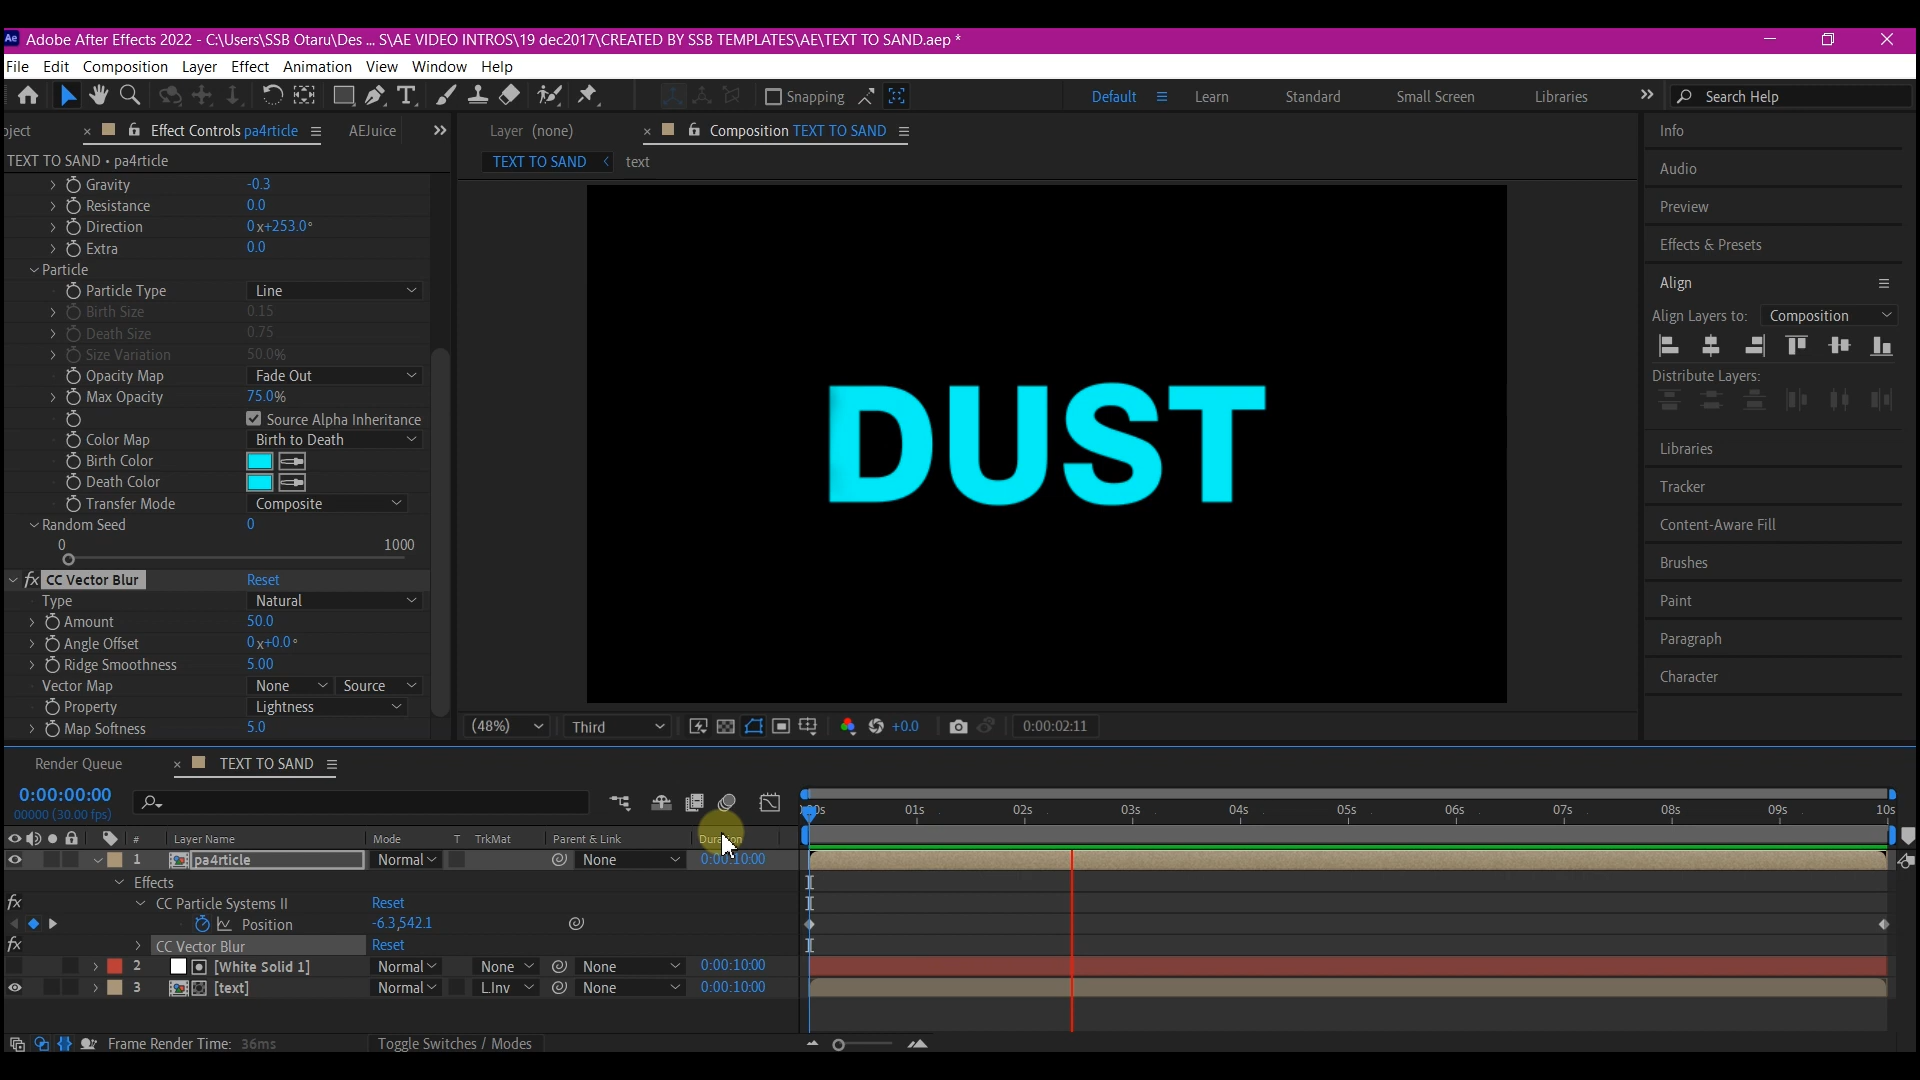 Ae Adobe After Effects 2022 - C:\Users\SSB Otaru\Des ... S\AE VIDEO INTROS\19 dec2017\CREATED BY SSB TEMPLATES\AE\TEXT TO SAND.aep *
File Edit Composition Layer Effect Animation View Window Help
T Snapping Default Learn Standard Small Screen Libraries Search Help
oject Effect Controls pa4rticle AEJuice Layer (none) Composition TEXT TO SAND Info
TEXT TO SAND • pa4rticle TEXT TO SAND text
Audio
Preview
Effects & Presets
Align
Align Layers to: Composition
Distribute Layers:
Libraries
Tracker
Content-Aware Fill
Brushes
Paint
Paragraph
Character
Gravity -0.3
Resistance 0.0
Direction 0x+253.0°
Extra 0.0
Particle
Particle Type Line
Birth Size 0.15
Death Size 0.75
Size Variation 50.0%
Opacity Map Fade Out
Max Opacity 75.0%
Source Alpha Inheritance
Color Map Birth to Death
Birth Color
Death Color
Transfer Mode Composite
Random Seed 0
0 1000
fx CC Vector Blur Reset
Type Natural
Amount 50.0
Angle Offset 0x+0.0°
Ridge Smoothness 5.00
Vector Map None Source
Property Lightness
Map Softness 5.0
DUST
(48%) Third +0.0 0:00:02:11
Render Queue TEXT TO SAND
0:00:00:00
00000 (30.00 fps)
:00s 01s 02s 03s 04s 05s 06s 07s 08s 09s 10s
# Layer Name Mode T TrkMat Parent & Link Duration
1 pa4rticle Normal None 0:00:10:00
Effects
fx CC Particle Systems II Reset
Position -6.3,542.1
fx CC Vector Blur Reset
2 [White Solid 1] Normal None None 0:00:10:00
3 [text] Normal L.Inv None 0:00:10:00
Frame Render Time: 36ms Toggle Switches / Modes